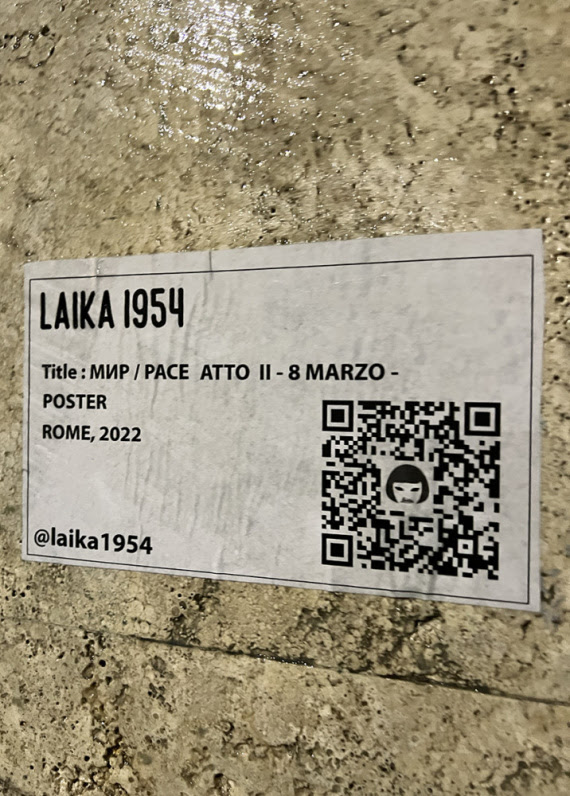 LAIKA 1954
Title : МИР / PACE ATTO II - 8 MARZO -
POSTER
ROME, 2022
@laika1954